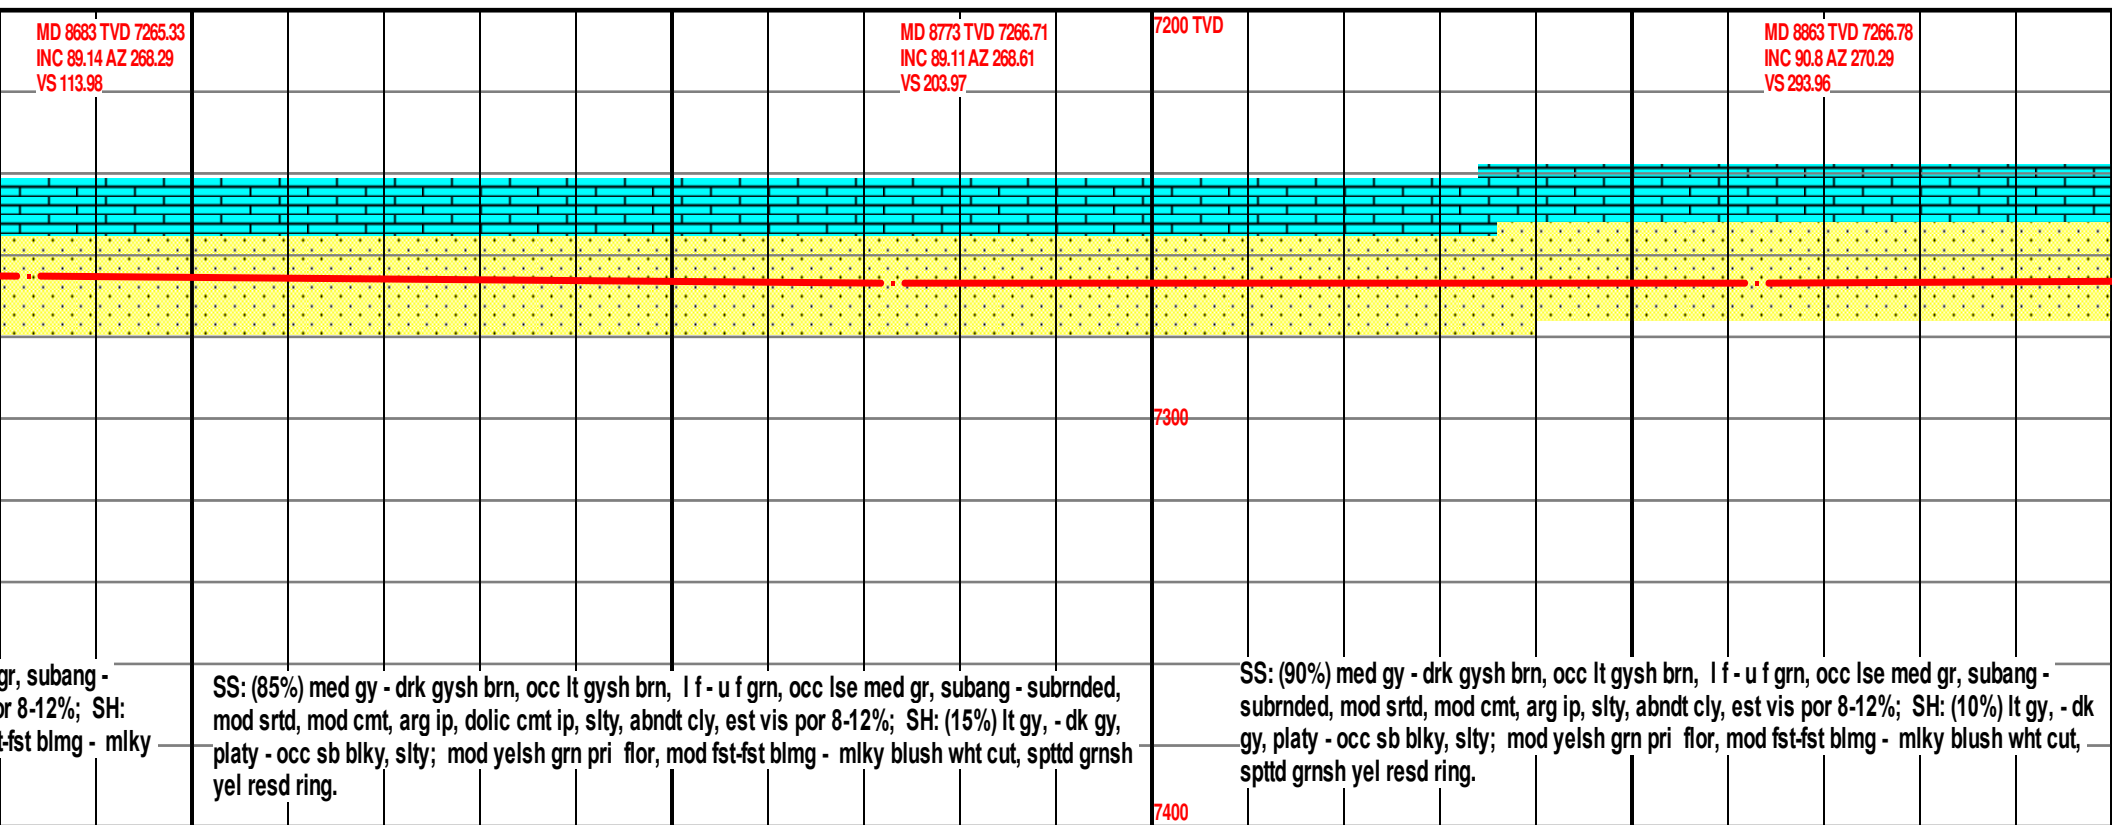 MD 8683 TVD 7265.33
INC 89.14 AZ 268.29
VS 113.98
MD 8773 TVD 7266.71
INC 89.11 AZ 268.61
VS 203.97
7200 TVD
MD 8863 TVD 7266.78
INC 90.8 AZ 270.29
VS 293.96
7300
gr, subang -
or 8-12%; SH:
t-fst blmg - mlky
SS: (85%) med gy - drk gysh brn, occ lt gysh brn, l f - u f grn, occ lse med gr, subang - subrnded,
mod srtd, mod cmt, arg ip, dolic cmt ip, slty, abndt cly, est vis por 8-12%; SH: (15%) lt gy, - dk gy,
platy - occ sb blky, slty; mod yelsh grn pri flor, mod fst-fst blmg - mlky blush wht cut, spttd grnsh
yel resd ring.
SS: (90%) med gy - drk gysh brn, occ lt gysh brn, l f - u f grn, occ lse med gr, subang -
subrnded, mod srtd, mod cmt, arg ip, slty, abndt cly, est vis por 8-12%; SH: (10%) lt gy, - dk
gy, platy - occ sb blky, slty; mod yelsh grn pri flor, mod fst-fst blmg - mlky blush wht cut,
spttd grnsh yel resd ring.
7400